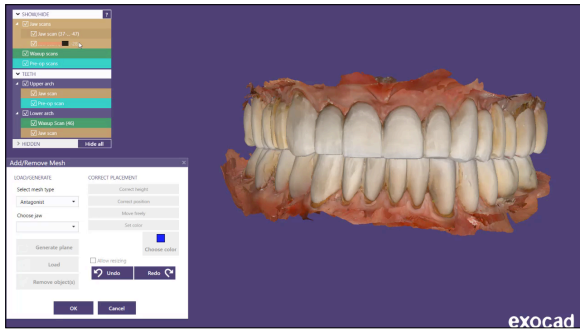 SHOW/HIDE ?
Jaw scans
Jaw scan (37 ... 47)
Waxup scans
Pre-op scans
TEETH
Upper arch
Jaw scan
Pre-op scan
Lower arch
Waxup Scan (46)
Jaw scan
HIDDEN Hide all
Add/Remove Mesh ×
LOAD/GENERATE CORRECT PLACEMENT
Select mesh type Correct height
Antagonist Correct position
Choose jaw Move freely
Set color
Generate plane Choose color
Load Allow resizing
Undo Redo
Remove object(s)
OK Cancel
exocad